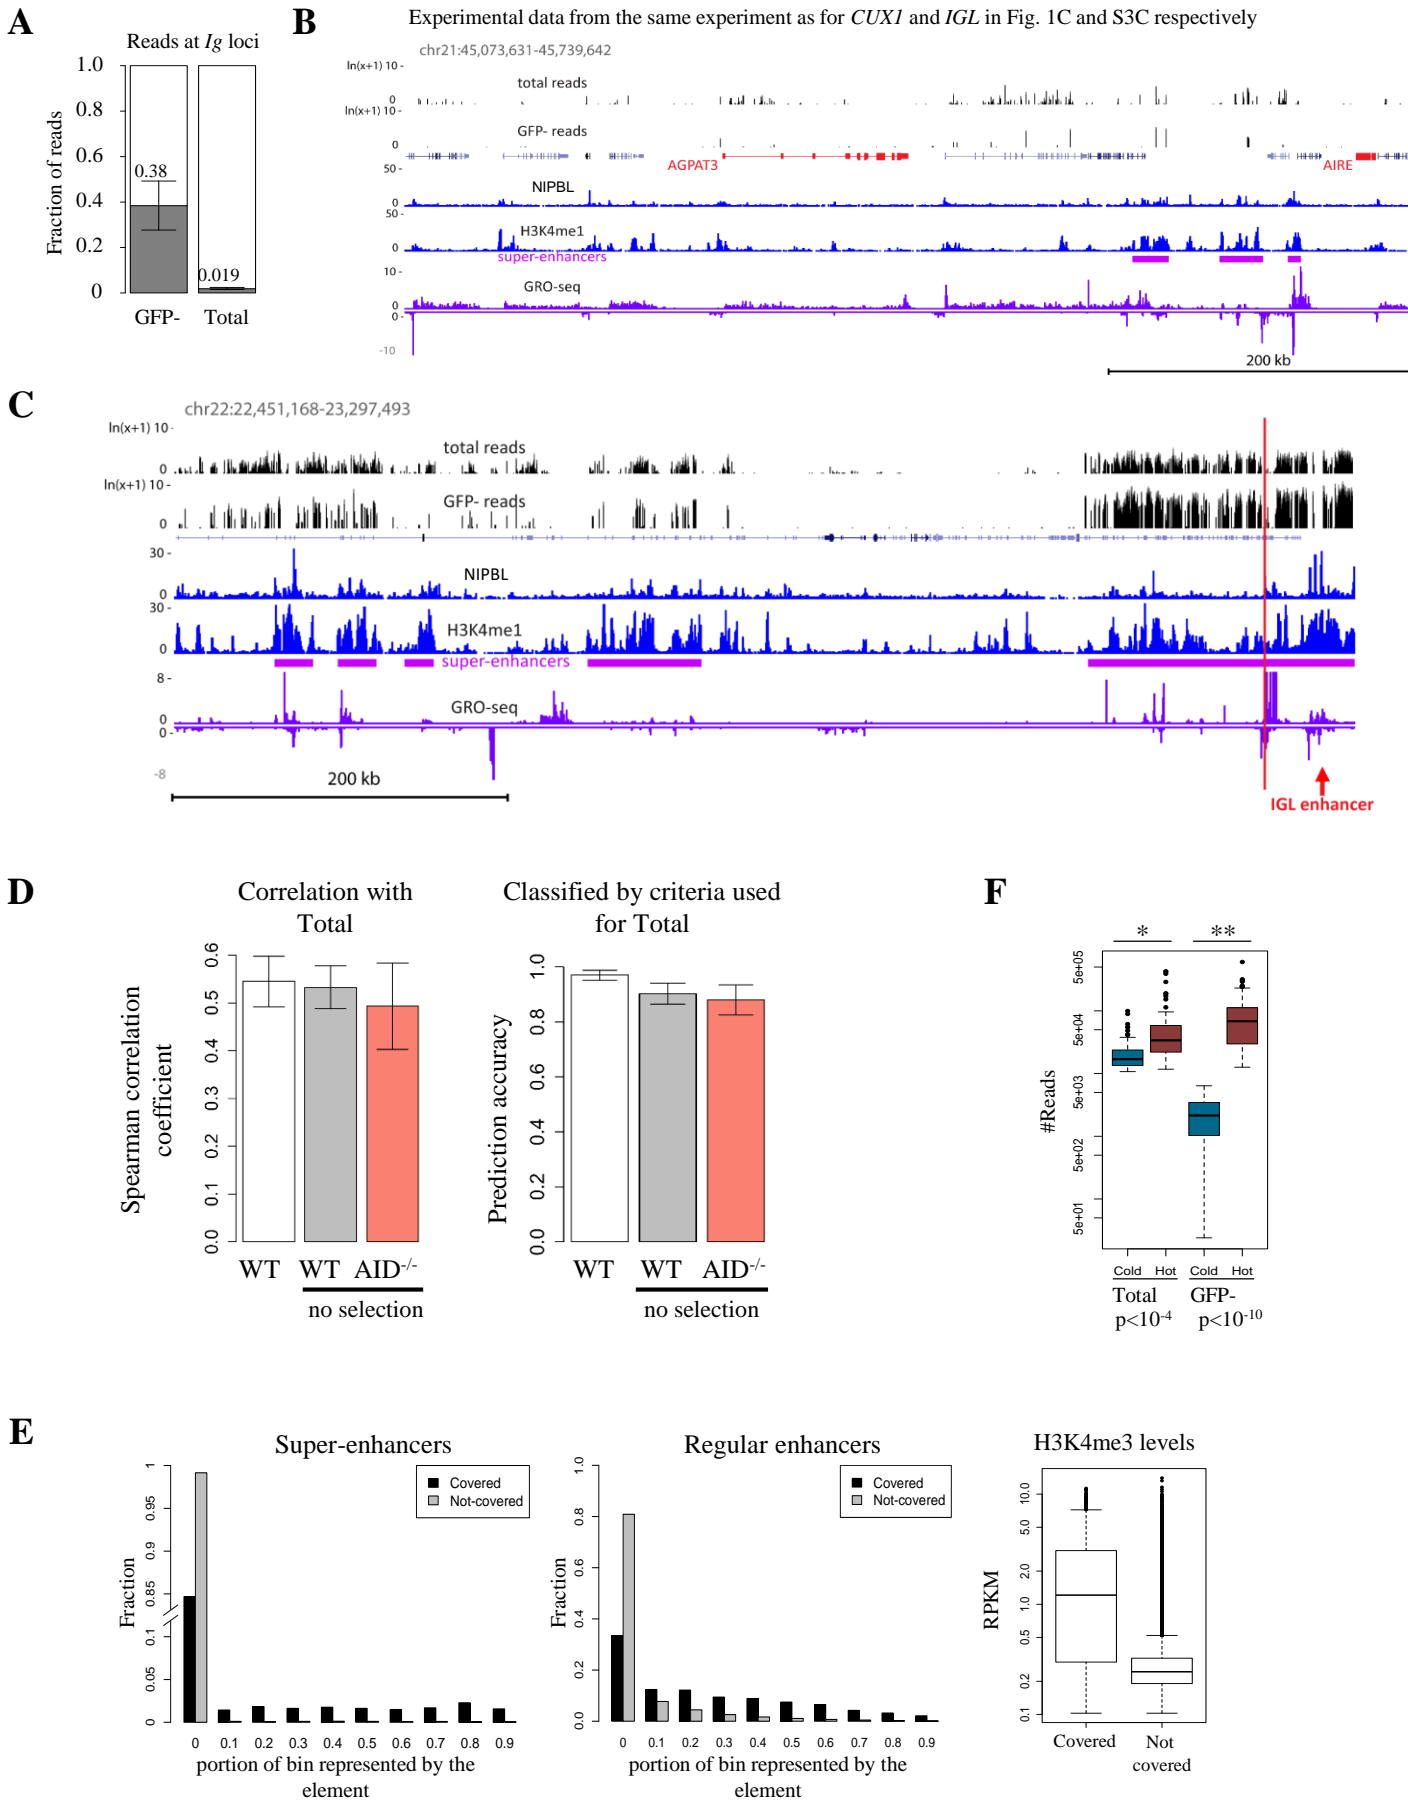 A
Reads at Ig loci
Fraction of reads
1.0
0.8
0.6
0.4
0.2
0
0.38
0.019
GFP-
Total
B
Experimental data from the same experiment as for CUX1 and IGL in Fig. 1C and S3C respectively
chr21:45,073,631-45,739,642
ln(x+1) 10 -
total reads
0
ln(x+1) 10 -
GFP- reads
0
AGPAT3
AIRE
50 -
NIPBL
0
50 -
H3K4me1
0
super-enhancers
10 -
GRO-seq
0
0 -
-10
200 kb
C
chr22:22,451,168-23,297,493
ln(x+1) 10 -
total reads
0
ln(x+1) 10 -
GFP- reads
0
30 -
NIPBL
0
30 -
H3K4me1
0
super-enhancers
8 -
GRO-seq
0
0 -
-8
200 kb
IGL enhancer
D
Correlation with
Total
Spearman correlation
coefficient
0.6
0.5
0.4
0.3
0.2
0.1
0.0
WT
WT
AID-/-
no selection
Classified by criteria used
for Total
Prediction accuracy
1.0
0.8
0.6
0.4
0.2
0.0
WT
WT
AID-/-
no selection
F
* **
#Reads
5e+05
5e+04
5e+03
5e+02
5e+01
Cold Hot Cold Hot
Total GFP-
p<10-4 p<10-10
E
Super-enhancers
Covered
Not-covered
Fraction
1
0.95
0.9
0.85
0.1
0.05
0
0 0.1 0.2 0.3 0.4 0.5 0.6 0.7 0.8 0.9
portion of bin represented by the
element
Regular enhancers
Covered
Not-covered
Fraction
1.0
0.8
0.6
0.4
0.2
0.0
0 0.1 0.2 0.3 0.4 0.5 0.6 0.7 0.8 0.9
portion of bin represented by the
element
H3K4me3 levels
RPKM
10.0
5.0
2.0
1.0
0.5
0.2
0.1
Covered
Not
covered